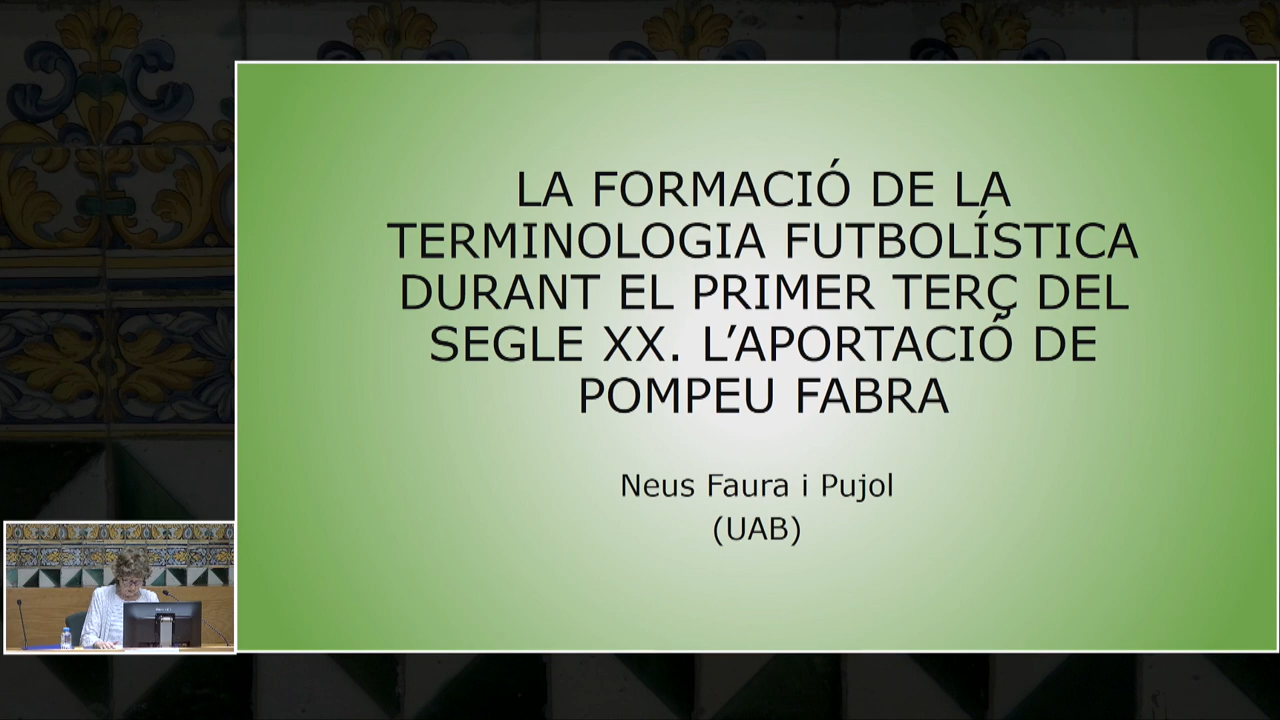 LA FORMACIÓ DE LA
TERMINOLOGIA FUTBOLÍSTICA
DURANT EL PRIMER TERÇ DEL
SEGLE XX. L’APORTACIÓ DE
POMPEU FABRA
Neus Faura i Pujol
(UAB)